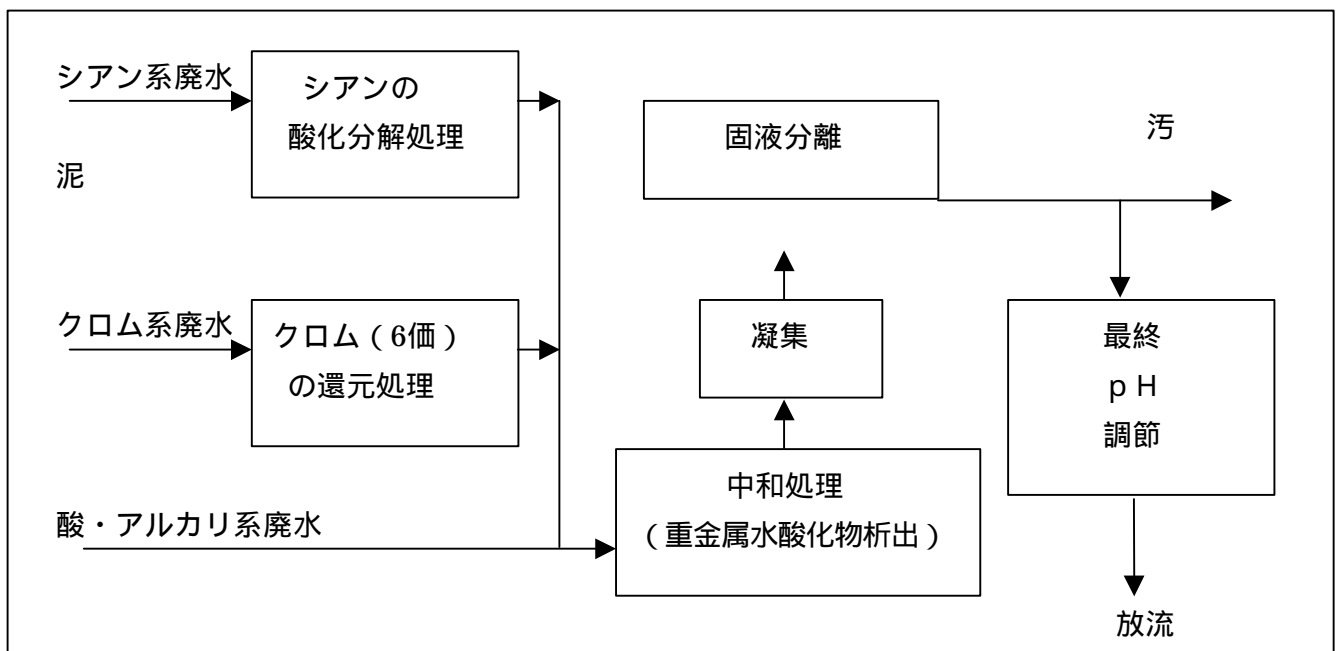 シアン系廃水
シアンの
酸化分解処理
固液分離
汚
泥
クロム系廃水
クロム（6価）
の還元処理
凝集
最終
ｐＨ
調節
酸・アルカリ系廃水
中和処理
（重金属水酸化物析出）
放流